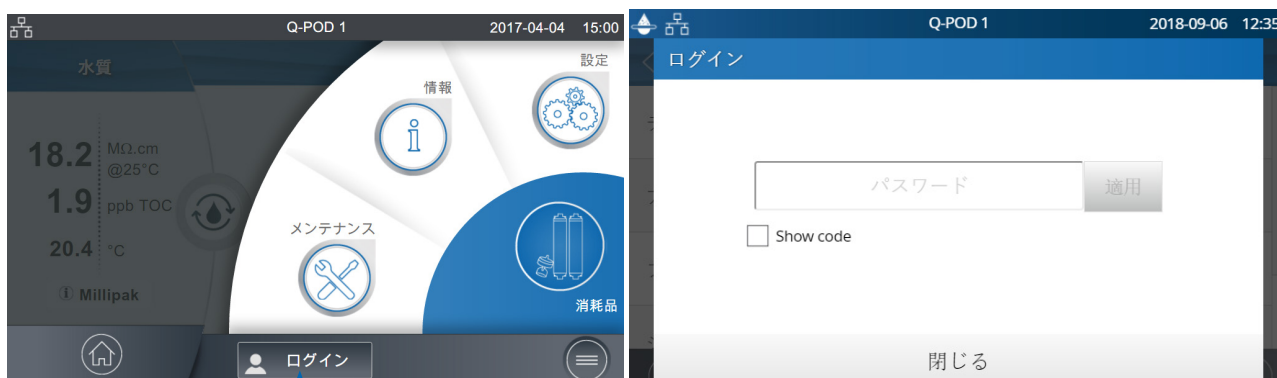 Q-POD 1
2017-04-04 15:00
水質
18.2 MΩ.cm
@25°C
1.9 ppb TOC
20.4 °C
Millipak
情報
設定
メンテナンス
消耗品
ログイン
Q-POD 1
2018-09-06 12:35
ログイン
パスワード
適用
Show code
閉じる